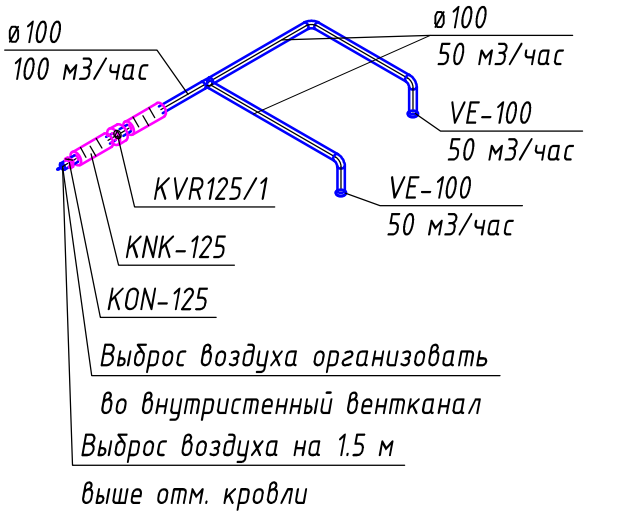 ø100
100 м3/час
ø100
50 м3/час
VE-100
50 м3/час
VE-100
50 м3/час
KVR125/1
KNK-125
KON-125
Выброс воздуха организовать
во внутристенный вентканал
Выброс воздуха на 1.5 м
выше отм. кровли